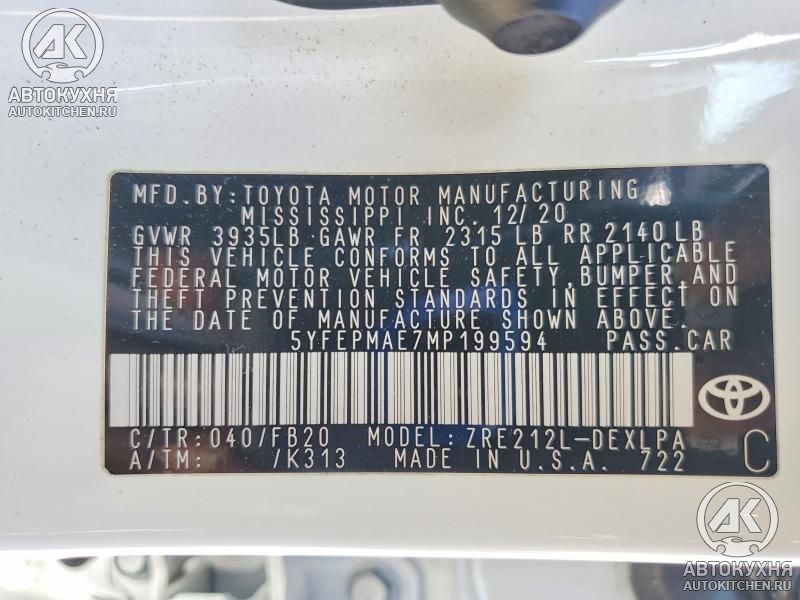 AK
АВТОКУХНЯ
AUTOKITCHEN.RU
MFD. BY: TOYOTA MOTOR MANUFACTURING,
MISSISSIPPI INC. 12/20
GVWR 3935LB GAWR FR 2315 LB RR 2140 LB
THIS VEHICLE CONFORMS TO ALL APPLICABLE
FEDERAL MOTOR VEHICLE SAFETY, BUMPER, AND
THEFT PREVENTION STANDARDS IN EFFECT ON
THE DATE OF MANUFACTURE SHOWN ABOVE.
5YFEPMAE7MP199594 PASS. CAR
C/TR: 040/FB20 MODEL: ZRE212L-DEXLPA
A/TM: /K313 MADE IN U.S.A. 722 C
AK
АВТОКУХНЯ
AUTOKITCHEN.RU